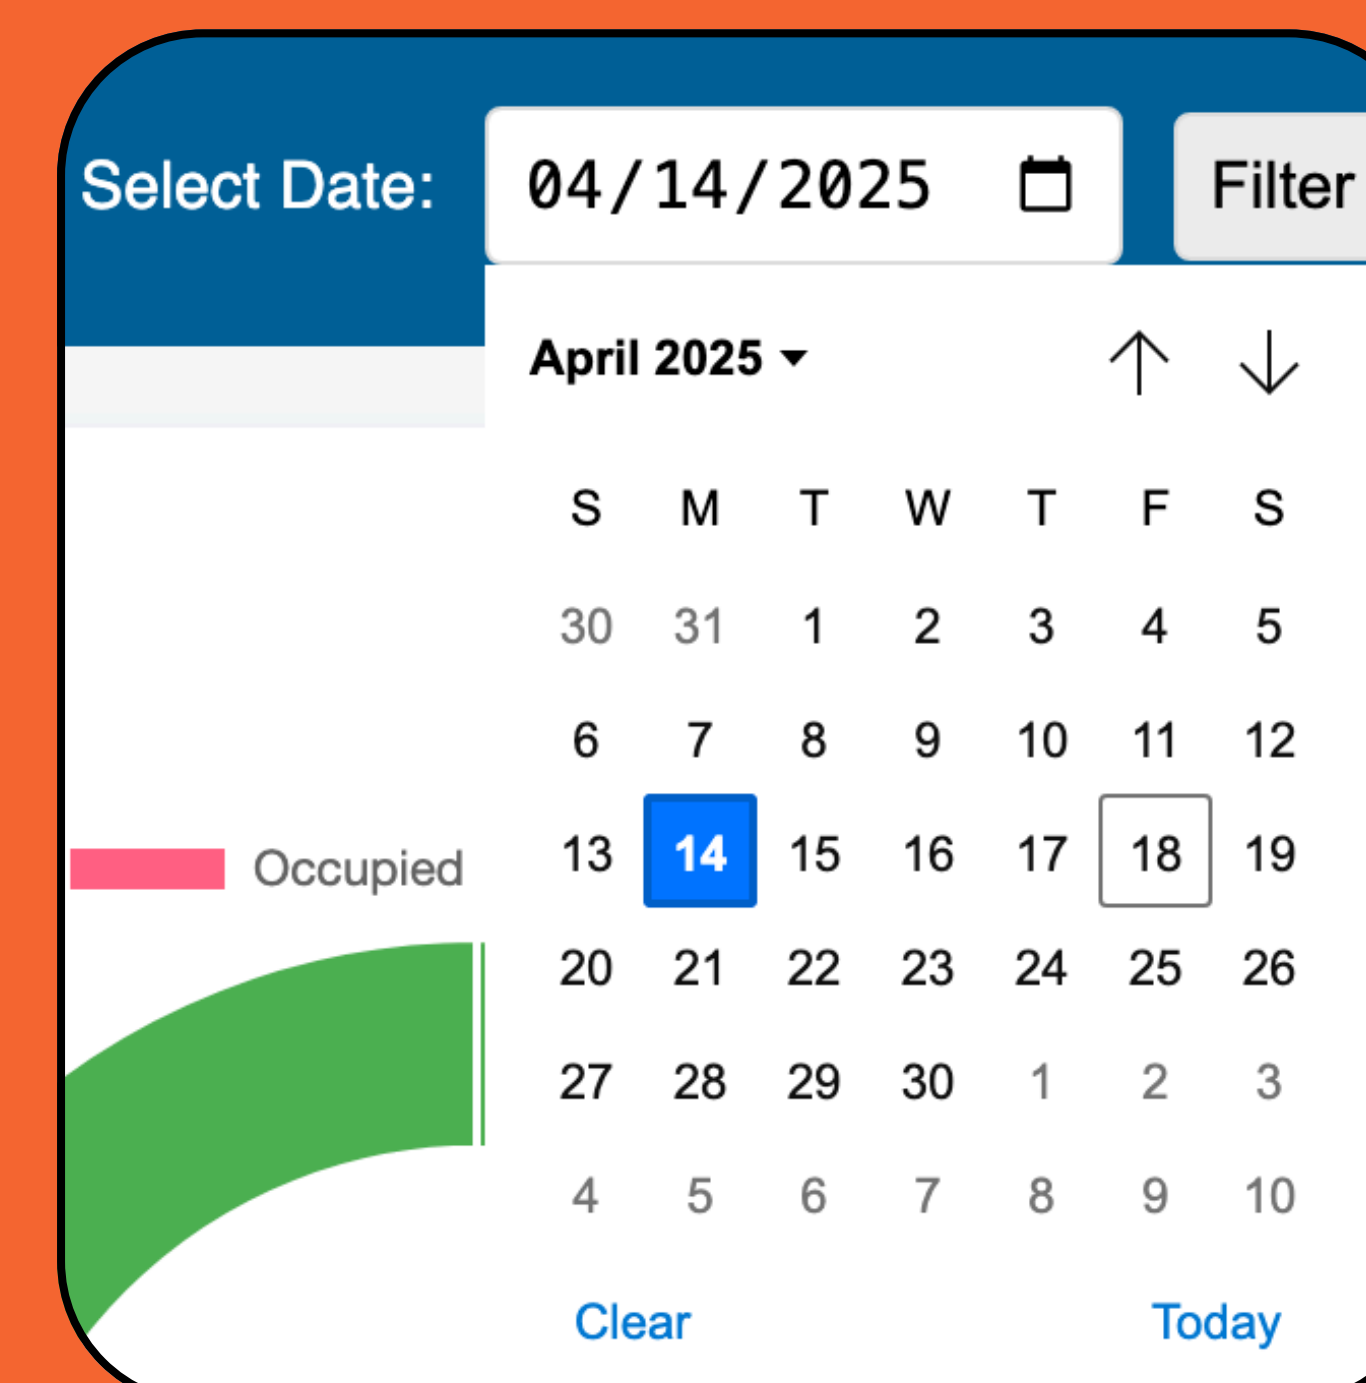 Select Date: 04/14/2025 Filter
April 2025
S M T W T F S
30 31 1 2 3 4 5
6 7 8 9 10 11 12
13 14 15 16 17 18 19
Occupied
20 21 22 23 24 25 26
27 28 29 30 1 2 3
4 5 6 7 8 9 10
Clear Today